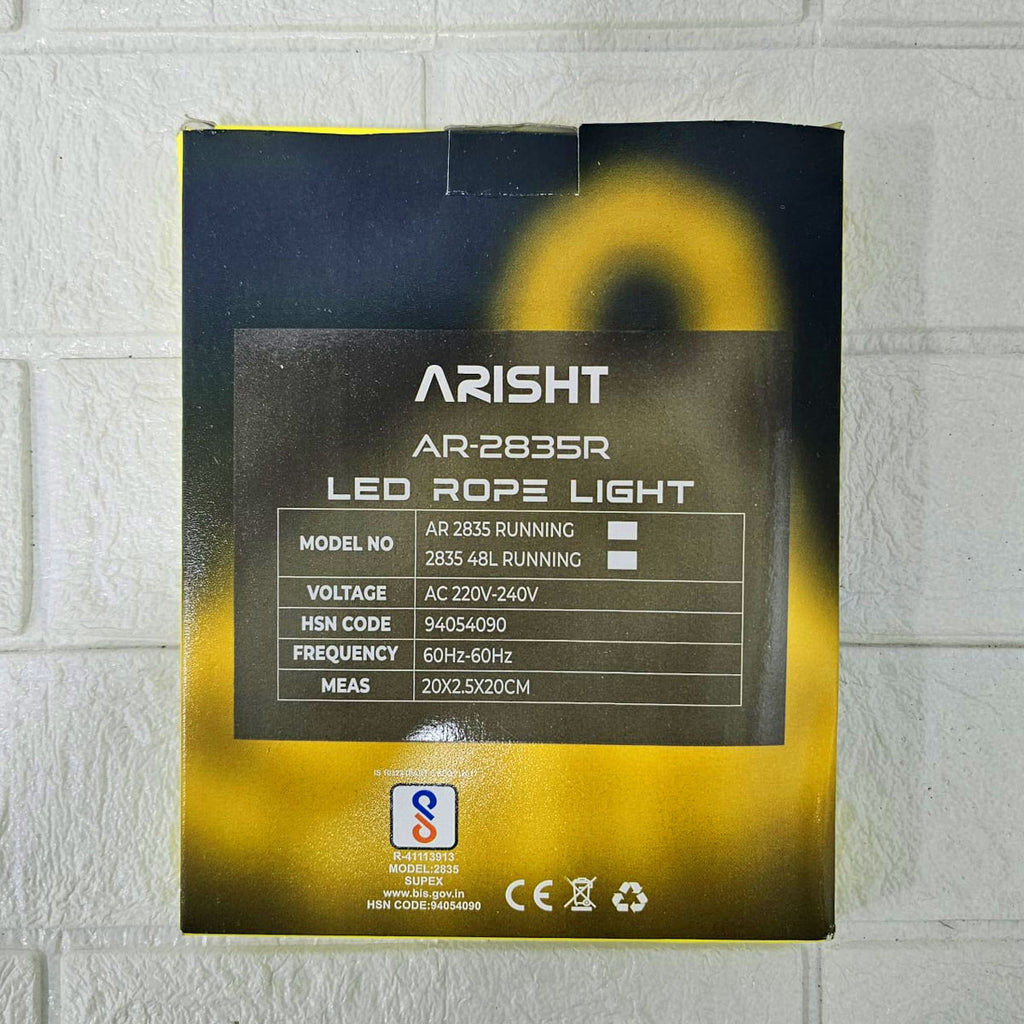 ARISHT
AR-2835R
LED ROPE LIGHT
MODEL NO
AR 2835 RUNNING
2835 48L RUNNING
VOLTAGE AC 220V-240V
HSN CODE 94054090
FREQUENCY 60Hz-60Hz
MEAS 20X2.5X20CM
R-41113913
MODEL:2835
SUPEX
www.bis.gov.in
HSN CODE:94054090
CE